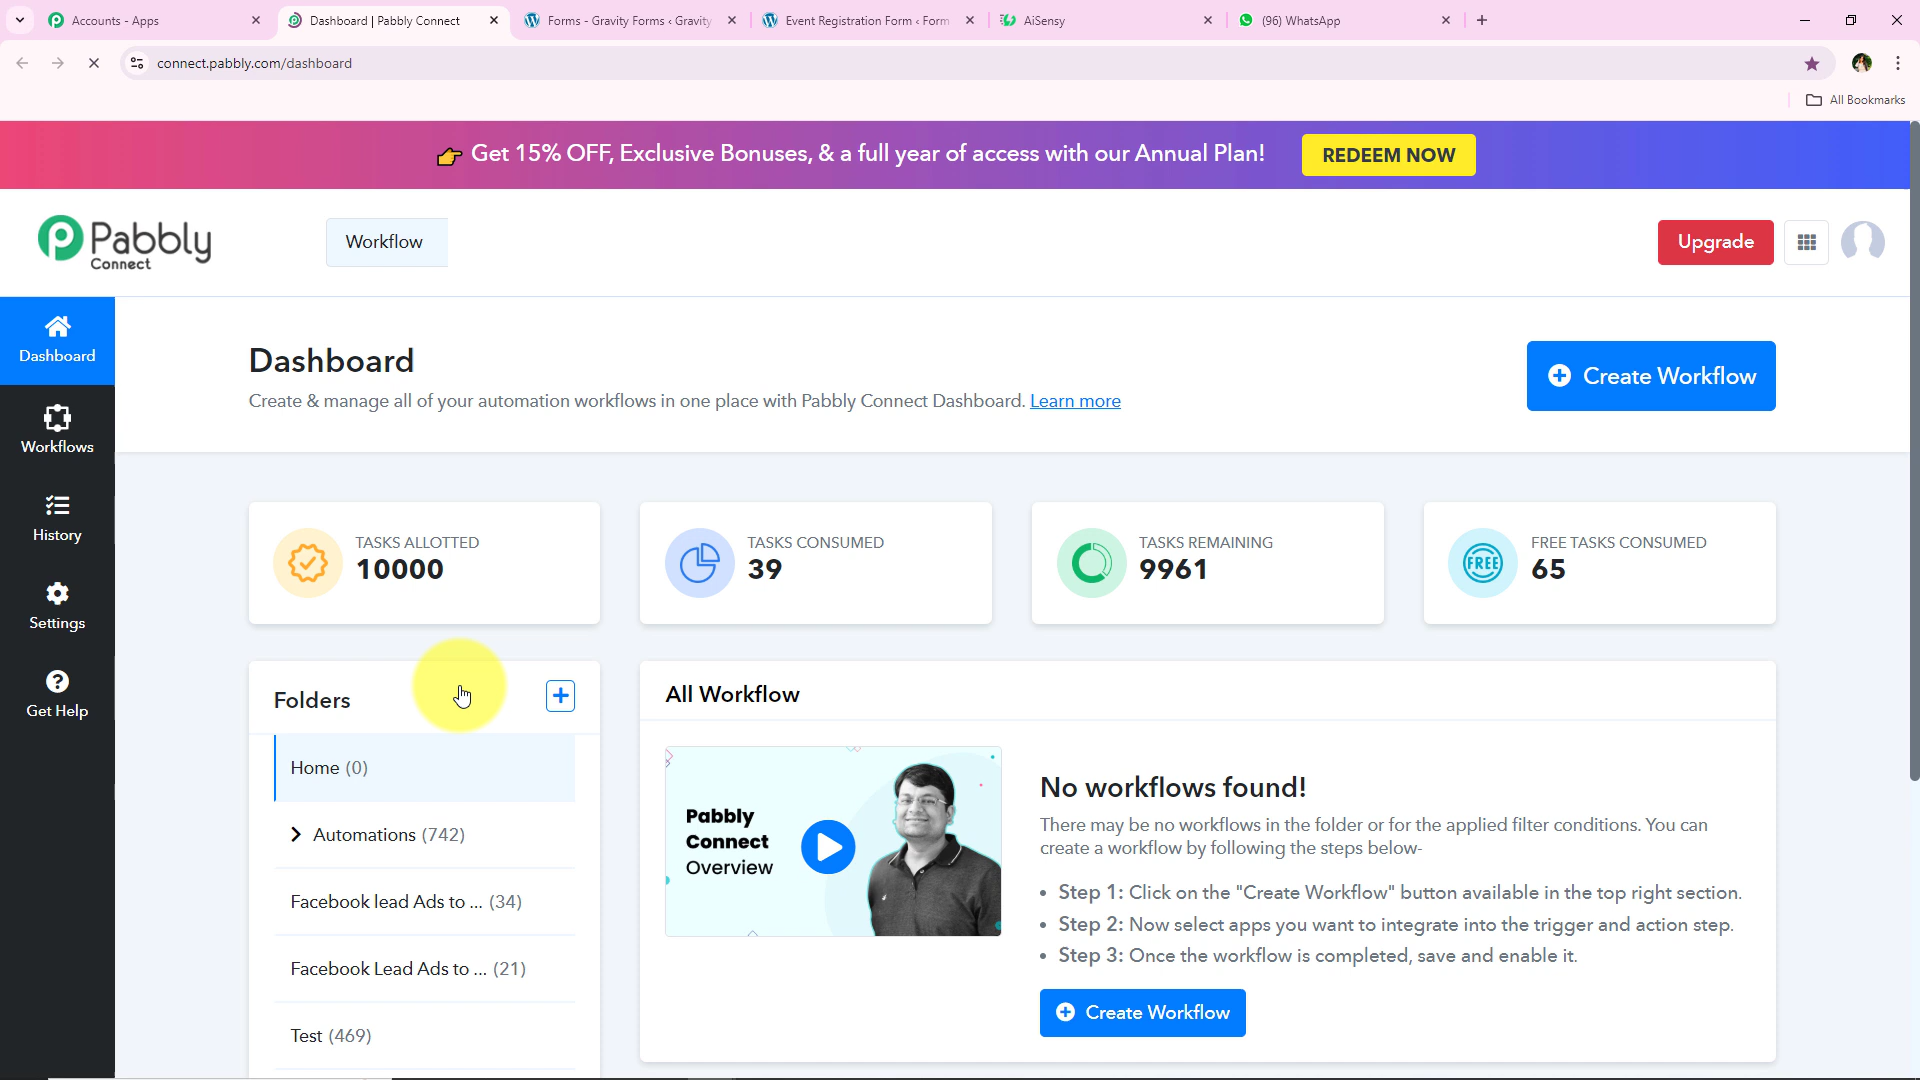 Accounts - Apps
Dashboard | Pabbly Connect
Forms - Gravity Forms ‹ Gravity
Event Registration Form ‹ Form
AiSensy
(96) WhatsApp
connect.pabbly.com/dashboard
All Bookmarks
Get 15% OFF, Exclusive Bonuses, & a full year of access with our Annual Plan!
REDEEM NOW
Pabbly
Connect
Workflow
Upgrade
Dashboard
Workflows
History
Settings
Get Help
Dashboard
Create & manage all of your automation workflows in one place with Pabbly Connect Dashboard. Learn more
Create Workflow
TASKS ALLOTTED
10000
TASKS CONSUMED
39
TASKS REMAINING
9961
FREE
FREE TASKS CONSUMED
65
Folders
Home (0)
Automations (742)
Facebook lead Ads to ... (34)
Facebook Lead Ads to ... (21)
Test (469)
All Workflow
Pabbly
Connect
Overview
No workflows found!
There may be no workflows in the folder or for the applied filter conditions. You can
create a workflow by following the steps below-
• Step 1: Click on the "Create Workflow" button available in the top right section.
• Step 2: Now select apps you want to integrate into the trigger and action step.
• Step 3: Once the workflow is completed, save and enable it.
Create Workflow